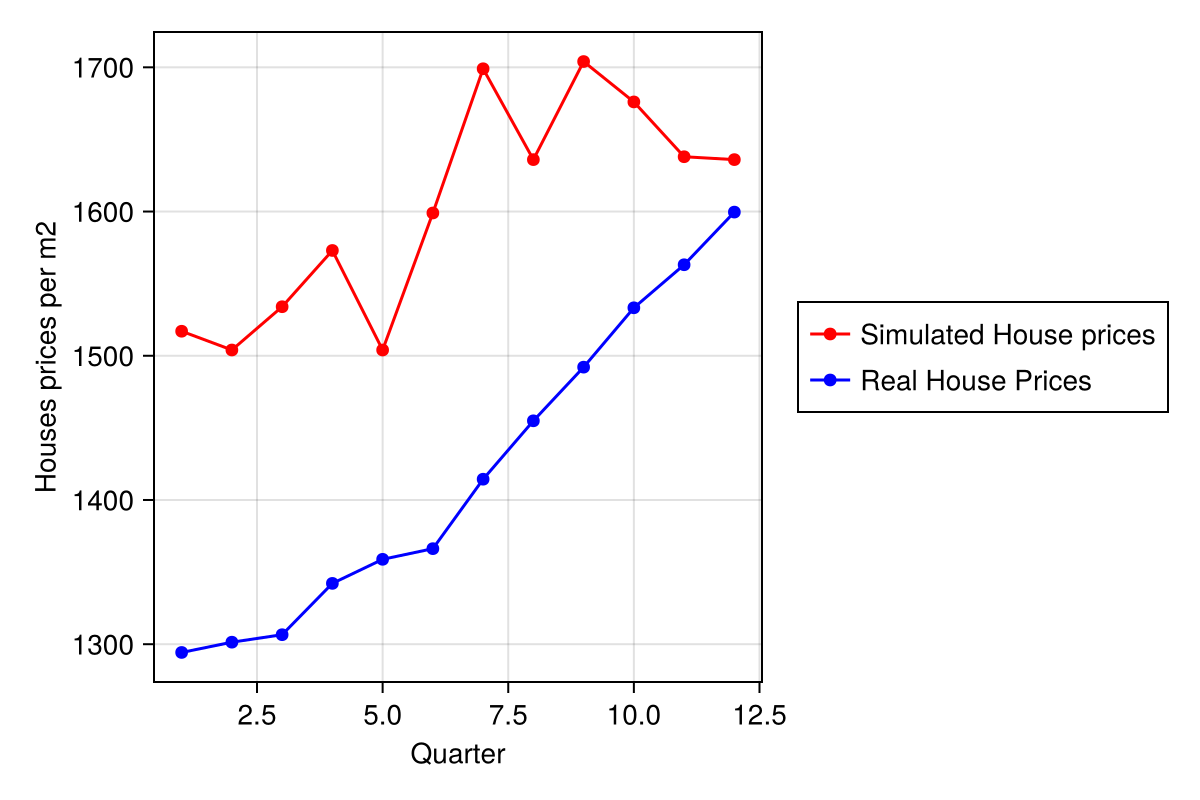 1700
1600
1500
1400
1300
Houses prices per m2
2.5 5.0 7.5 10.0 12.5
Quarter
Simulated House prices
Real House Prices